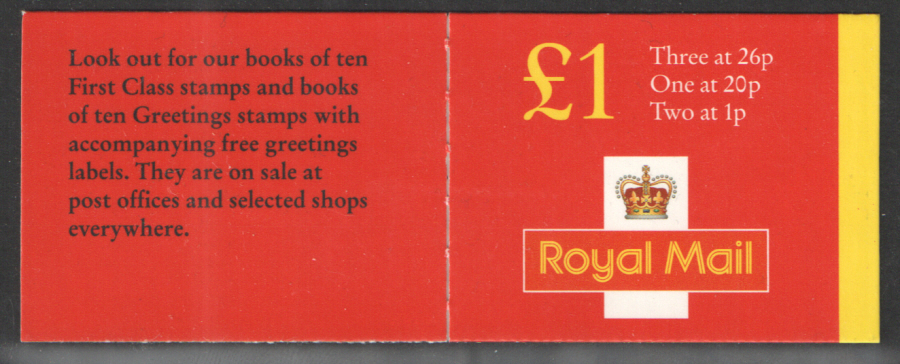 Look out for our books of ten
First Class stamps and books
of ten Greetings stamps with
accompanying free greetings
labels. They are on sale at
post offices and selected shops
everywhere.
£1
Three at 26p
One at 20p
Two at 1p
Royal Mail